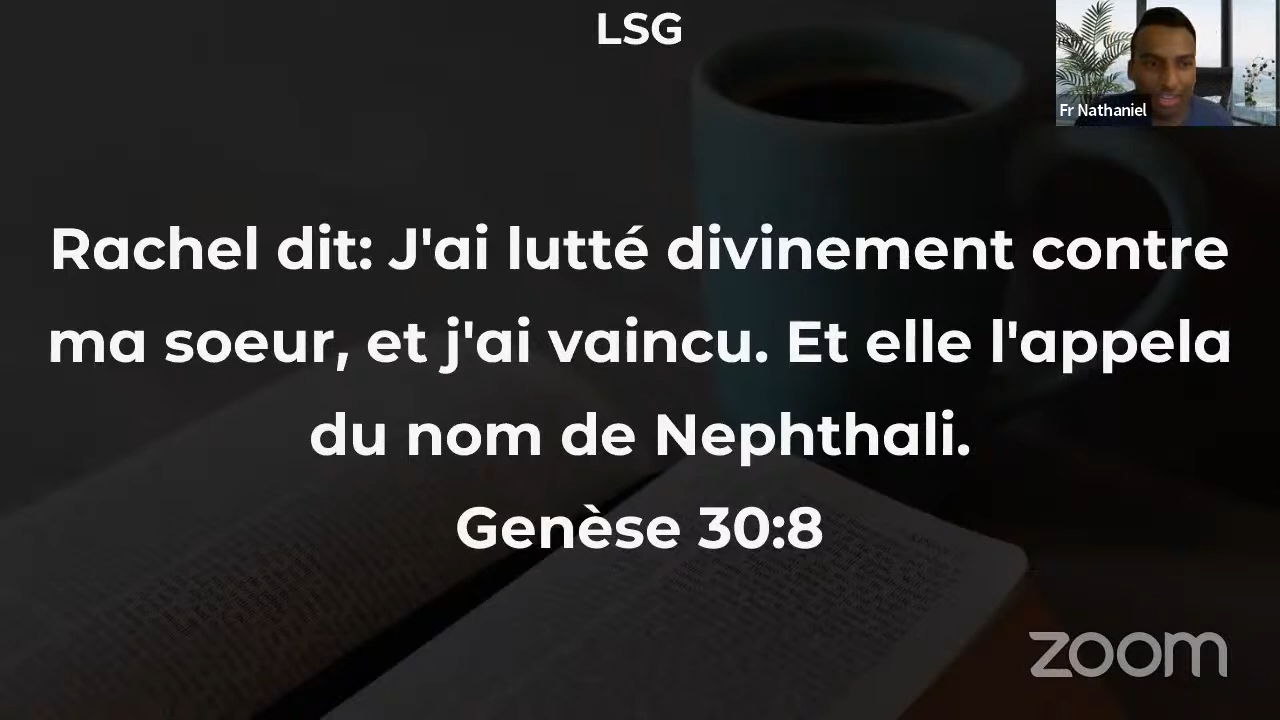 LSG
Fr Nathaniel
Rachel dit: J'ai lutté divinement contre
ma soeur, et j'ai vaincu. Et elle l'appela
du nom de Nephthali.
Genèse 30:8
zoom